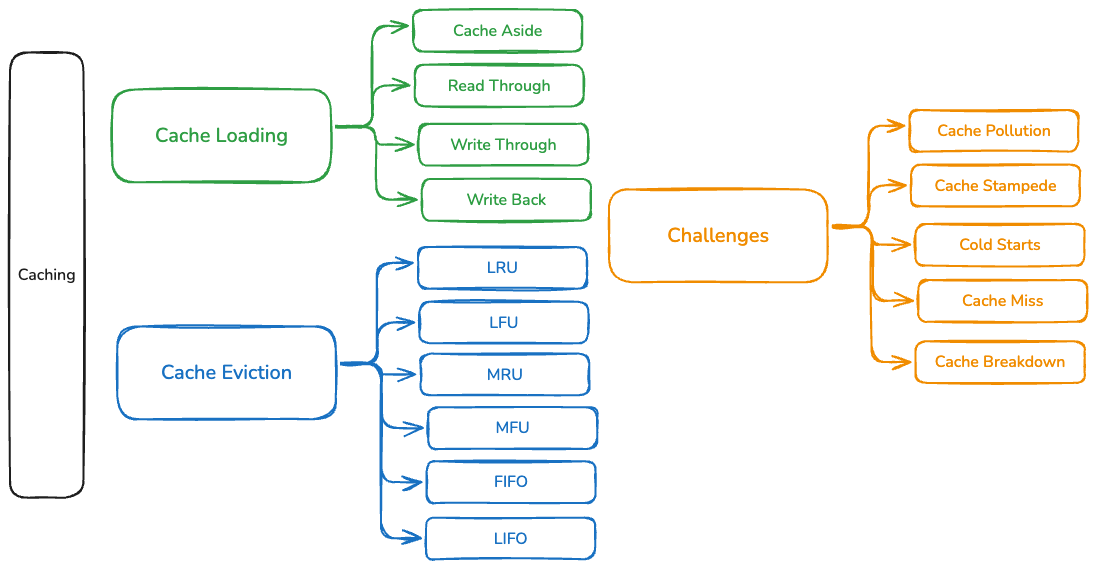 Caching
Cache Loading
Cache Aside
Read Through
Write Through
Write Back
Cache Eviction
LRU
LFU
MRU
MFU
FIFO
LIFO
Challenges
Cache Pollution
Cache Stampede
Cold Starts
Cache Miss
Cache Breakdown